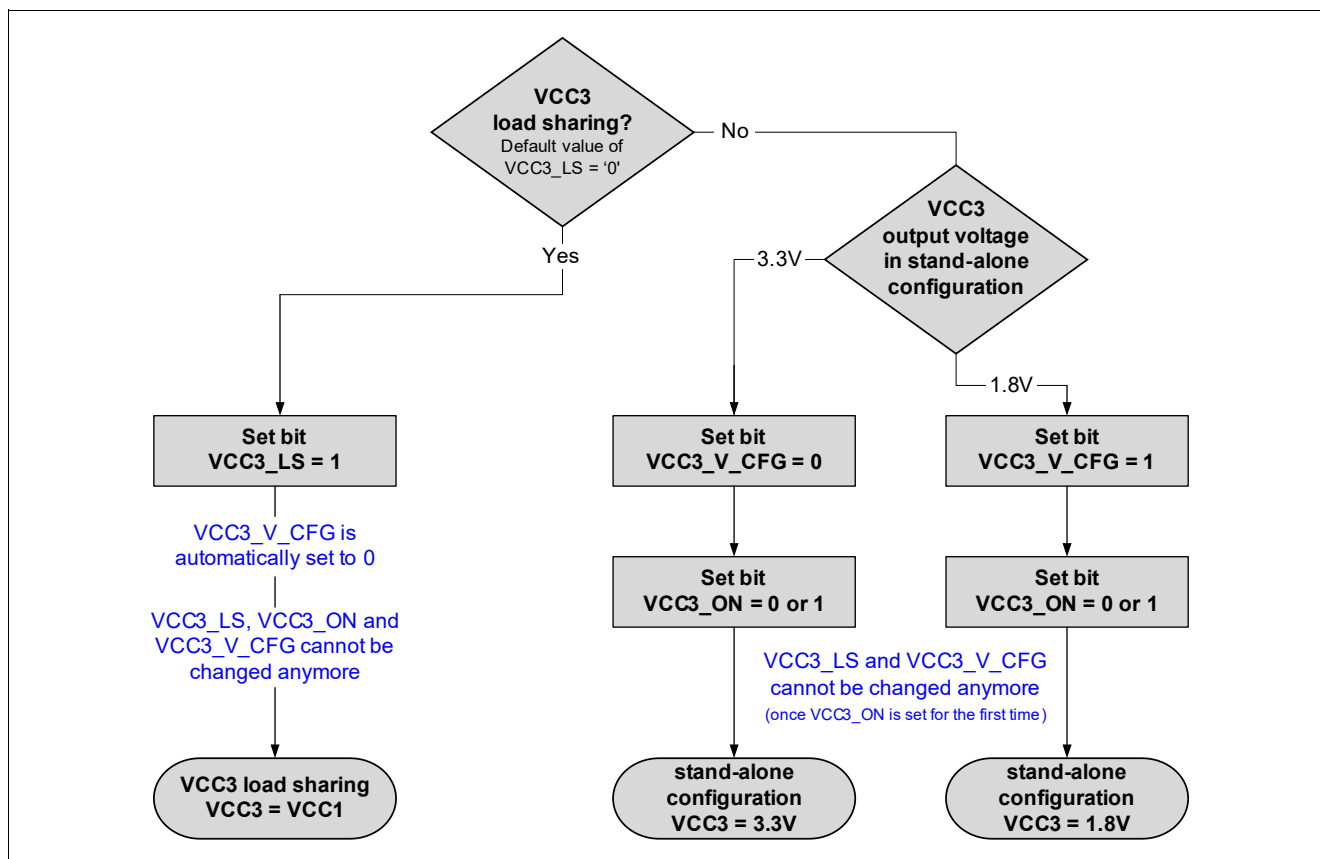 VCC3
load sharing?
Default value of
VCC3_LS = ‘0'
No
Yes
VCC3
output voltage
in stand-alone
configuration
3.3V
1.8V
Set bit
VCC3_LS = 1
Set bit
VCC3_V_CFG = 0
Set bit
VCC3_V_CFG = 1
VCC3_V_CFG is
automatically set to 0
Set bit
VCC3_ON = 0 or 1
Set bit
VCC3_ON = 0 or 1
VCC3_LS, VCC3_ON and
VCC3_V_CFG cannot be
changed anymore
VCC3_LS and VCC3_V_CFG
cannot be changed anymore
(once VCC3_ON is set for the first time)
VCC3 load sharing
VCC3 = VCC1
stand-alone
configuration
VCC3 = 3.3V
stand-alone
configuration
VCC3 = 1.8V